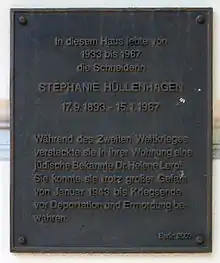 In diesem Haus lebte von
1933 bis 1967
die Schneiderin
STEPHANIE HÜLLENHAGEN
17.9.1893 - 15.1.1967
Während des Zweiten Weltkrieges
versteckte sie in ihrer Wohnung eine
jüdische Bekannte Dr. Helene
Sie konnte sie trotz großer Gefahr
von Januar 1943 bis Kriegsende
vor Deportation und Ermordung be-
wahren.